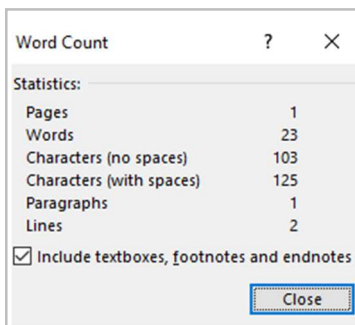 Word Count ?
Statistics:
Pages 1
Words 23
Characters (no spaces) 103
Characters (with spaces) 125
Paragraphs 1
Lines 2
Include textboxes, footnotes and endnotes
Close